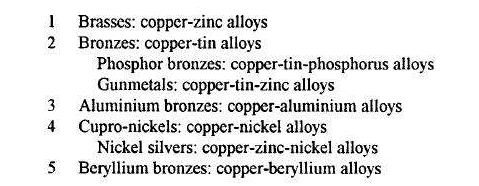 1 Brasses: copper-zinc alloys
2 Bronzes: copper-tin alloys
Phosphor bronzes: copper-tin-phosphorus alloys
Gunmetals: copper-tin-zinc alloys
3 Aluminium bronzes: copper-aluminium alloys
4 Cupro-nickels: copper-nickel alloys
Nickel silvers: copper-zinc-nickel alloys
5 Beryllium bronzes: copper-beryllium alloys